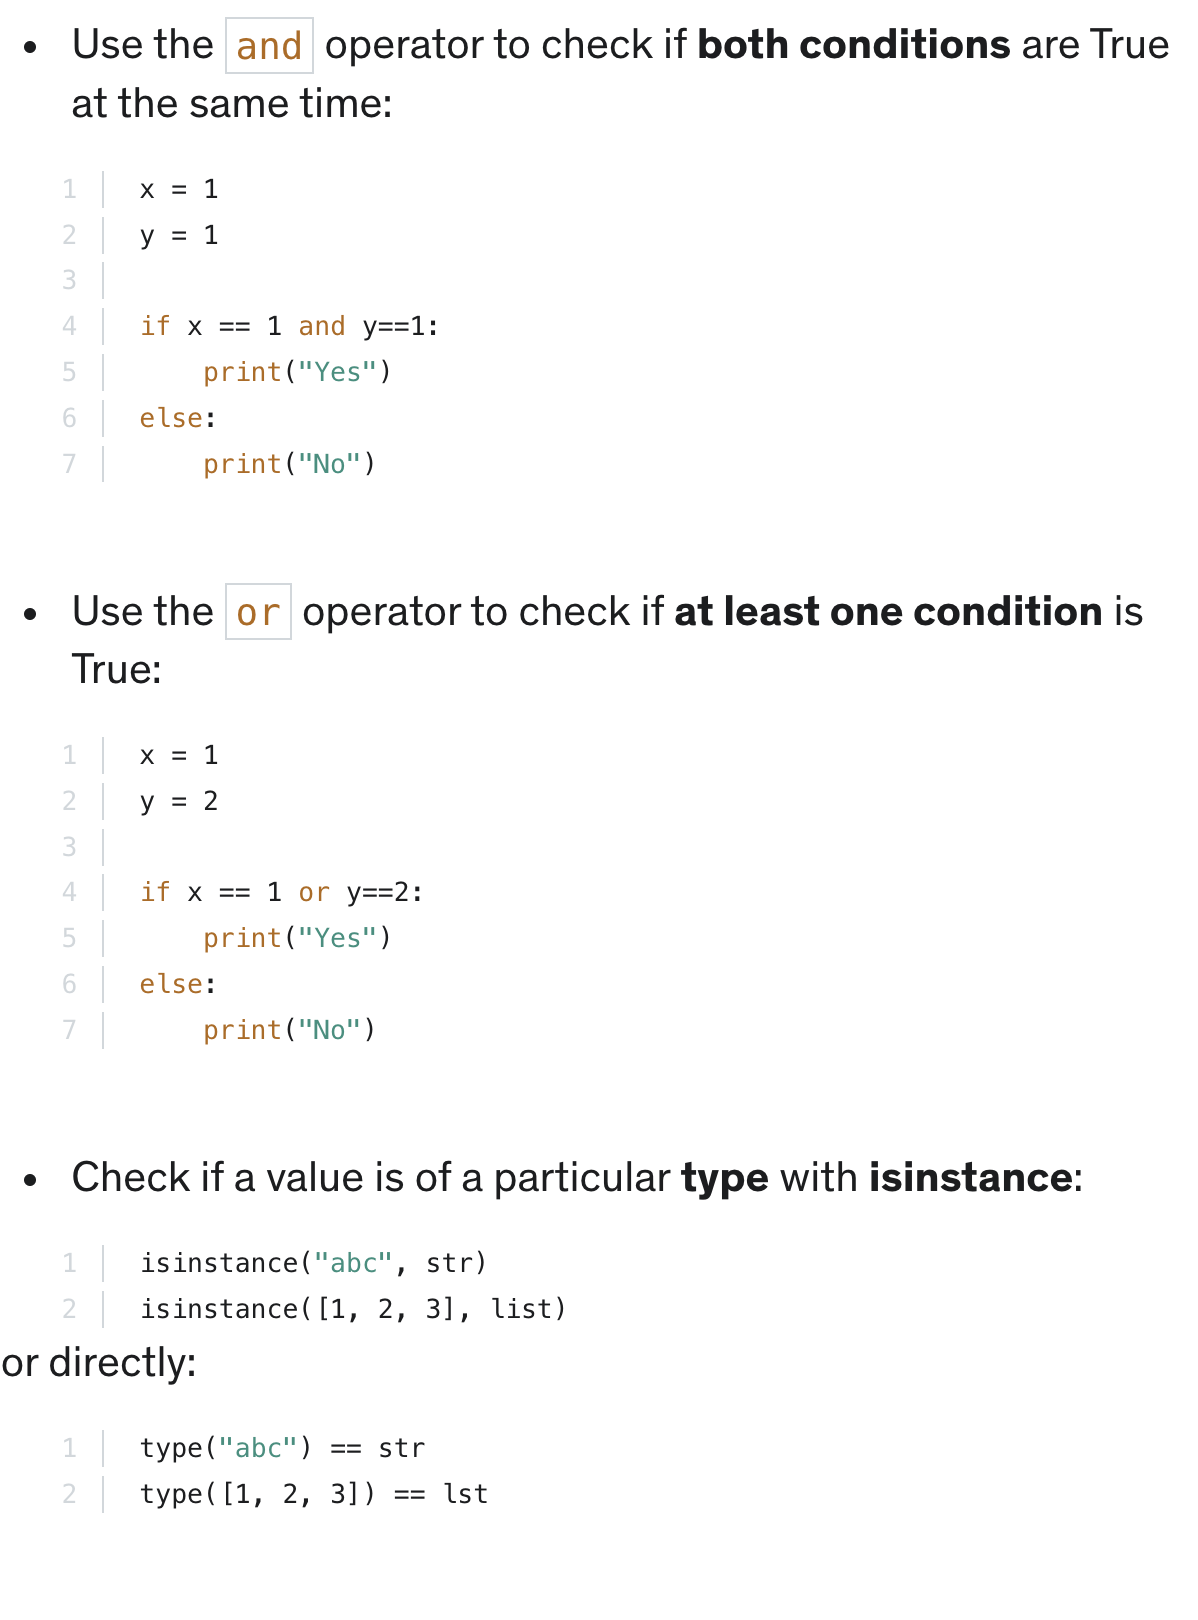 • Use the and operator to check if both conditions are True
at the same time:
1 x = 1
2 y = 1
3
4 if x == 1 and y==1:
5     print("Yes")
6 else:
7     print("No")
• Use the or operator to check if at least one condition is
True:
1 x = 1
2 y = 2
3
4 if x == 1 or y==2:
5     print("Yes")
6 else:
7     print("No")
• Check if a value is of a particular type with isinstance:
1 isinstance("abc", str)
2 isinstance([1, 2, 3], list)
or directly:
1 type("abc") == str
2 type([1, 2, 3]) == lst